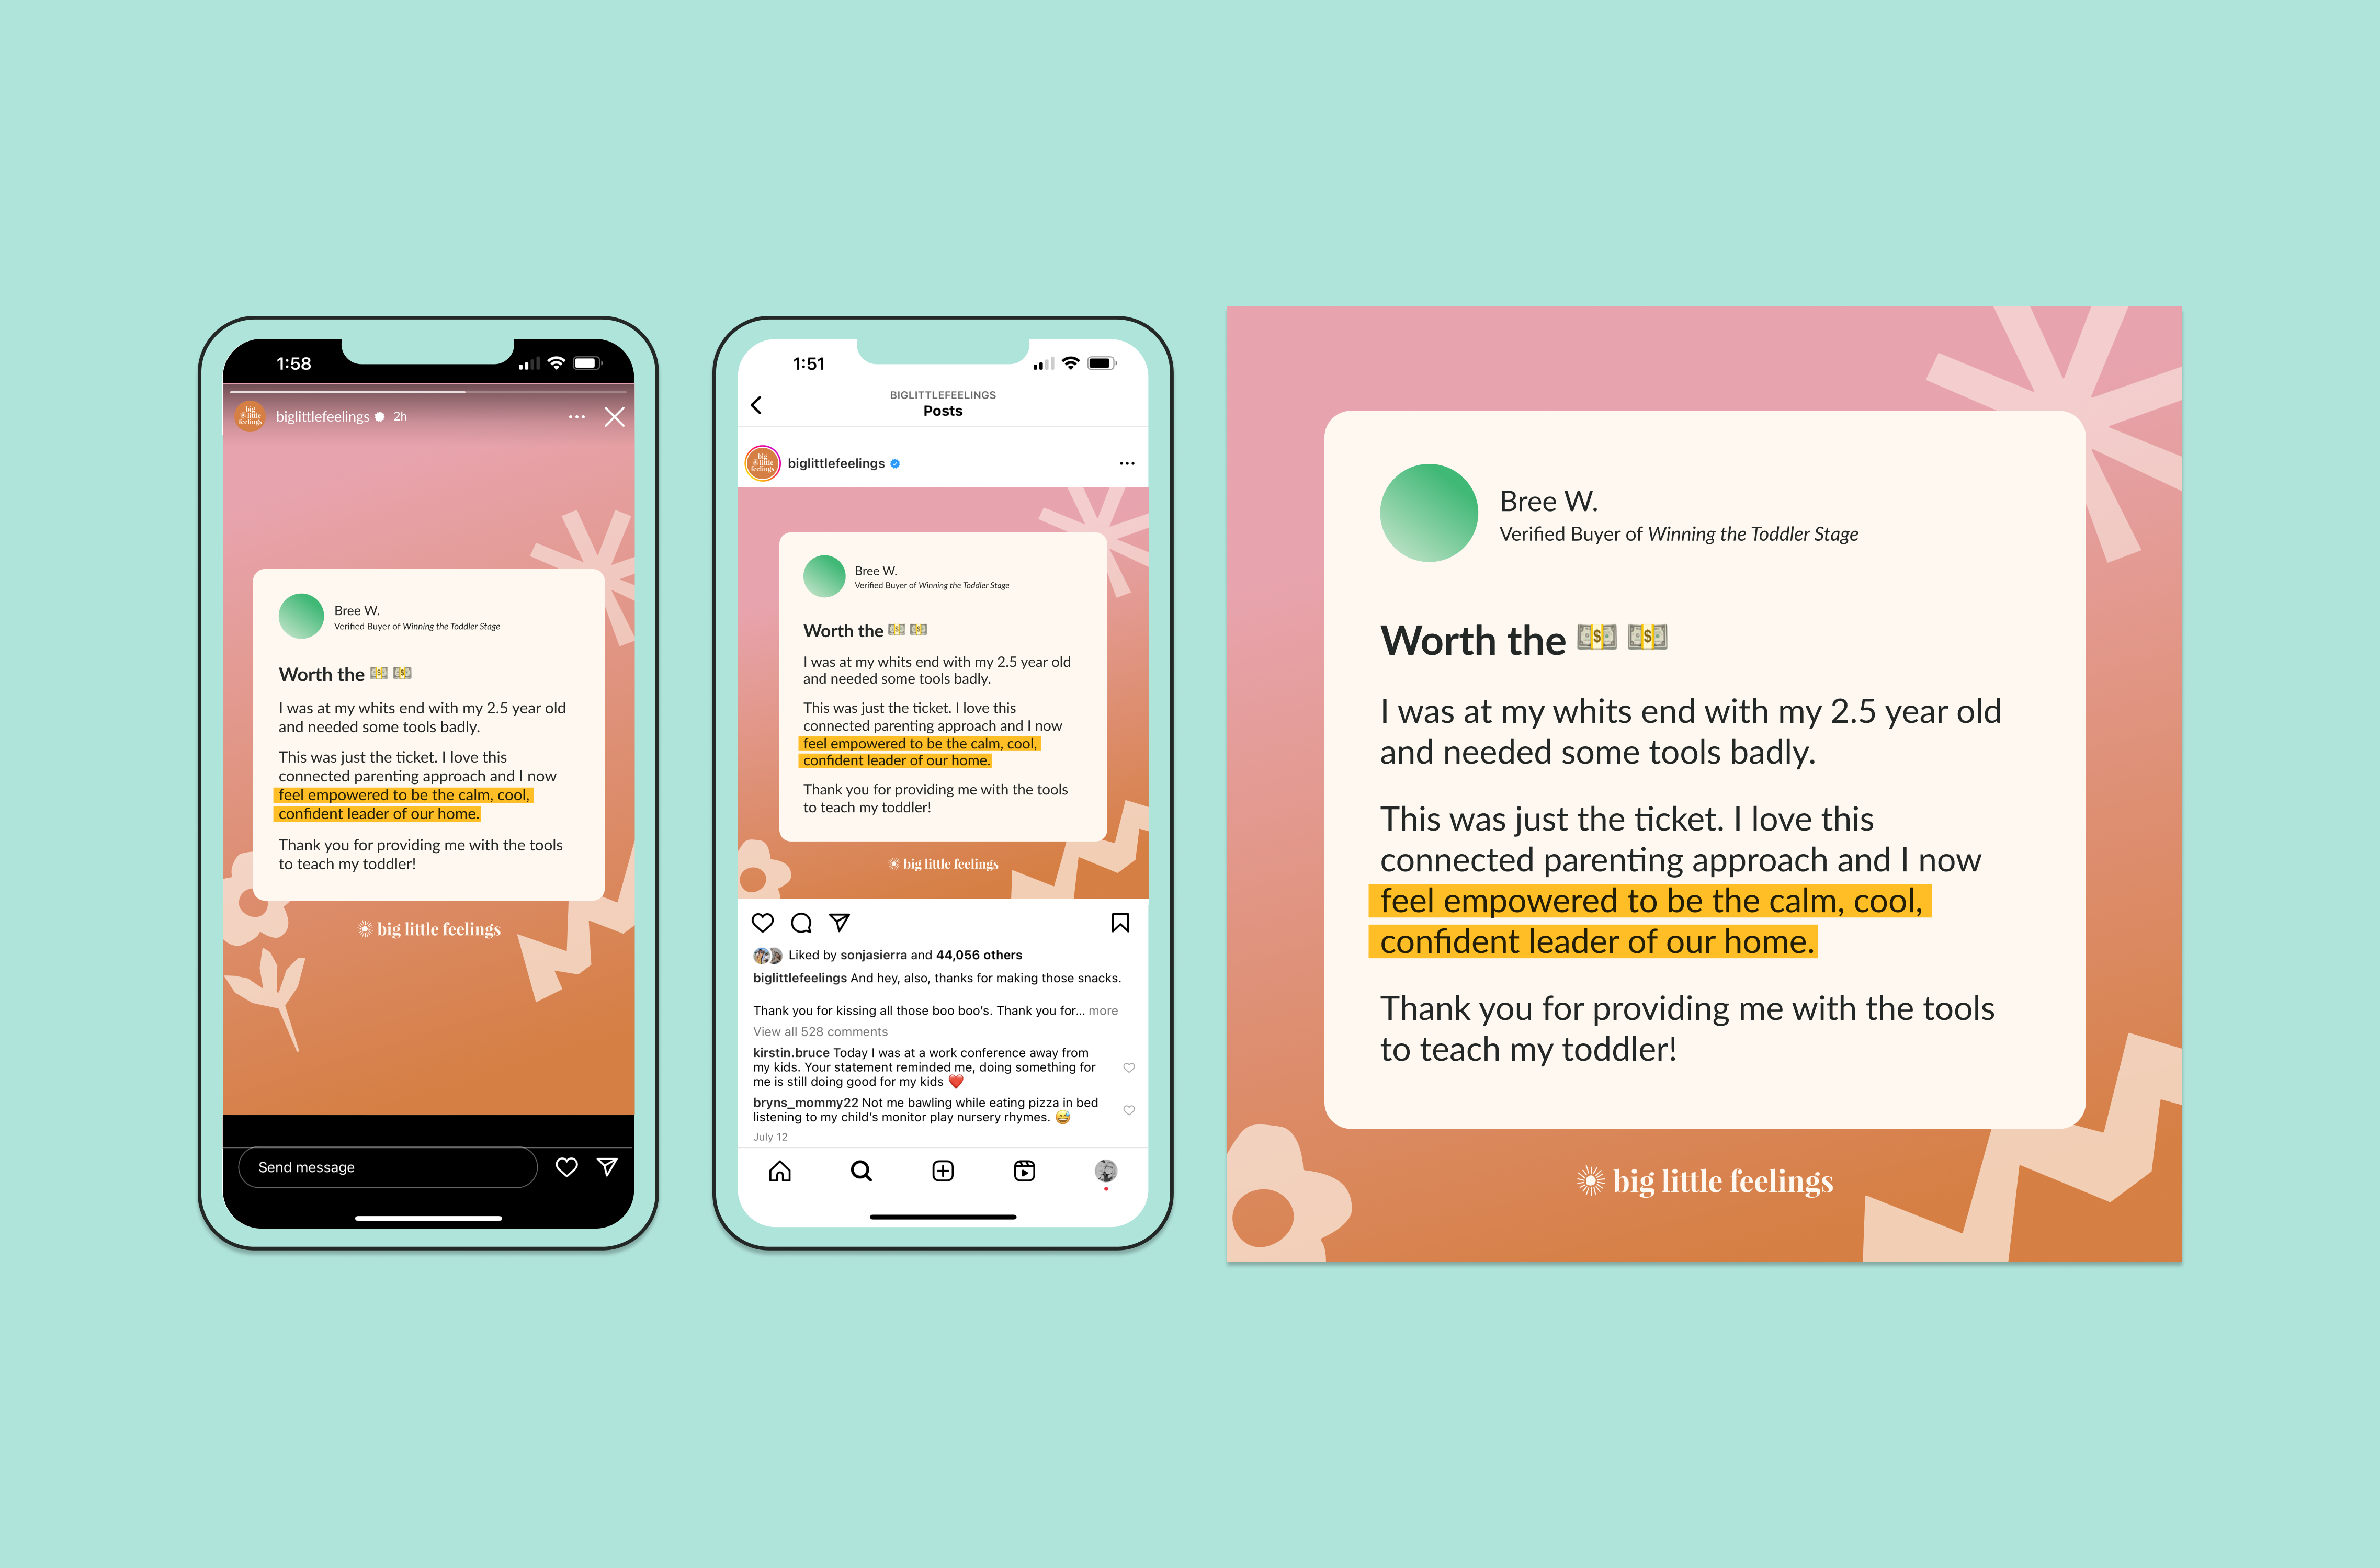 1:58
big
little
feelings
biglittlefeelings 2h
Bree W.
Verified Buyer of Winning the Toddler Stage
Worth the 💵 💵
I was at my whits end with my 2.5 year old
and needed some tools badly.
This was just the ticket. I love this
connected parenting approach and I now
feel empowered to be the calm, cool,
confident leader of our home.
Thank you for providing me with the tools
to teach my toddler!
big little feelings
Send message
1:51
BIGLITTLEFEELINGS
Posts
big
little
feelings
biglittlefeelings
Bree W.
Verified Buyer of Winning the Toddler Stage
Worth the 💵 💵
I was at my whits end with my 2.5 year old
and needed some tools badly.
This was just the ticket. I love this
connected parenting approach and I now
feel empowered to be the calm, cool,
confident leader of our home.
Thank you for providing me with the tools
to teach my toddler!
big little feelings
Liked by sonjasierra and 44,056 others
biglittlefeelings And hey, also, thanks for making those snacks.
Thank you for kissing all those boo boo’s. Thank you for... more
View all 528 comments
kirstin.bruce Today I was at a work conference away from
my kids. Your statement reminded me, doing something for
me is still doing good for my kids ❤️
bryns_mommy22 Not me bawling while eating pizza in bed
listening to my child’s monitor play nursery rhymes. 😅
July 12
Bree W.
Verified Buyer of Winning the Toddler Stage
Worth the 💵 💵
I was at my whits end with my 2.5 year old
and needed some tools badly.
This was just the ticket. I love this
connected parenting approach and I now
feel empowered to be the calm, cool,
confident leader of our home.
Thank you for providing me with the tools
to teach my toddler!
big little feelings